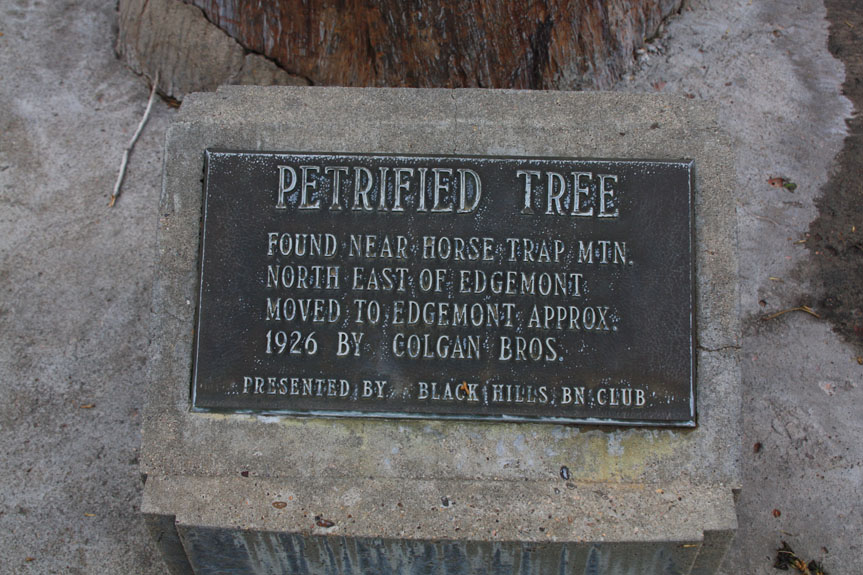 PETRIFIED TREE
FOUND NEAR HORSE TRAP MTN.
NORTH EAST OF EDGEMONT
MOVED TO EDGEMONT APPROX.
1926 BY COLGAN BROS.
PRESENTED BY BLACK HILLS BN CLUB